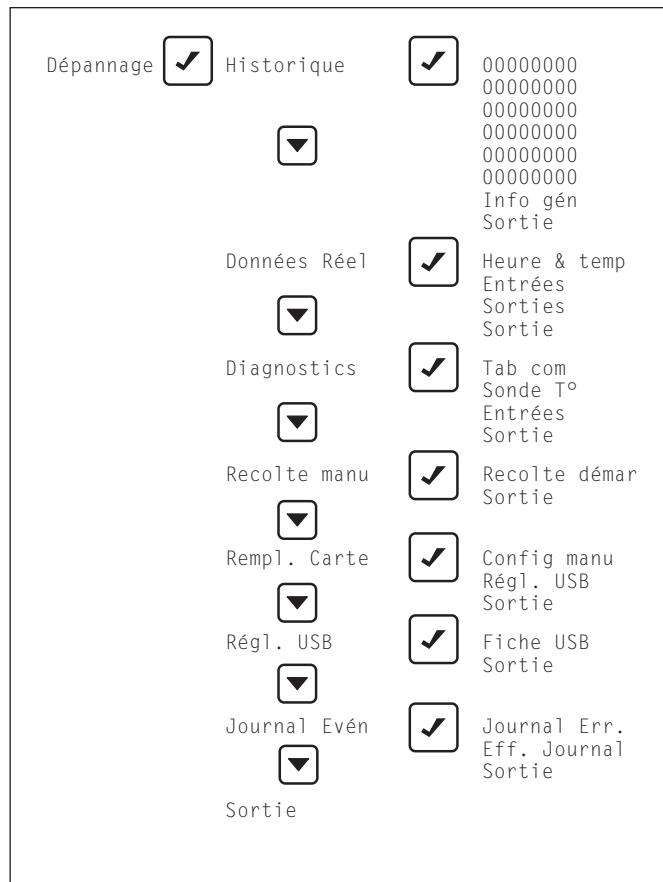 Dépannage Historique 00000000
00000000
00000000
00000000
00000000
00000000
Info gén
Sortie
Données Réel Heure & temp
Entrées
Sorties
Sortie
Diagnostics Tab com
Sonde T°
Entrées
Sortie
Recolte manu Recolte démar
Sortie
Rempl. Carte Config manu
Régl. USB
Sortie
Régl. USB Fiche USB
Sortie
Journal Evén Journal Err.
Eff. Journal
Sortie
Sortie